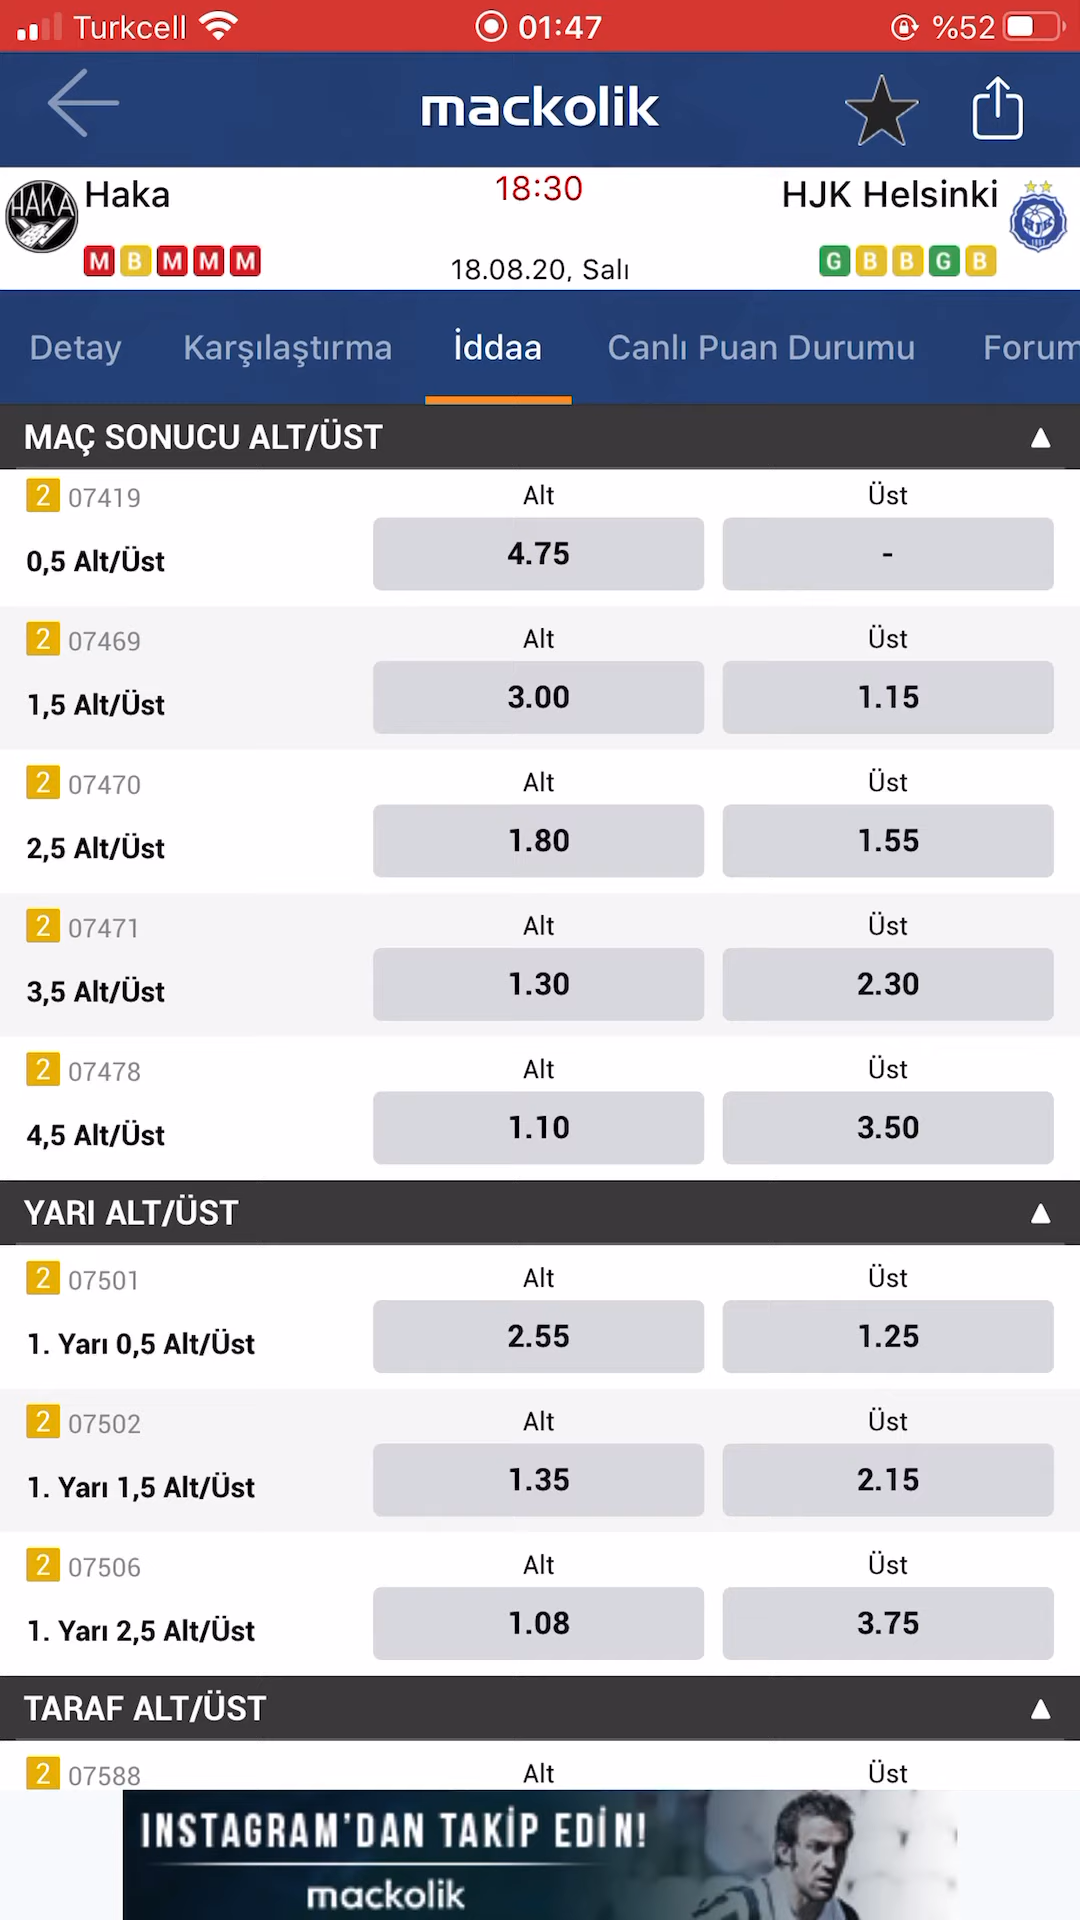 Turkcell 01:47 %52
mackolik
HAKA Haka 18:30 HJK Helsinki
M B M M M 18.08.20, Salı G B B G B
Detay Karşılaştırma İddaa Canlı Puan Durumu Forum
MAÇ SONUCU ALT/ÜST ▲
2 07419 Alt Üst
0,5 Alt/Üst 4.75 -
2 07469 Alt Üst
1,5 Alt/Üst 3.00 1.15
2 07470 Alt Üst
2,5 Alt/Üst 1.80 1.55
2 07471 Alt Üst
3,5 Alt/Üst 1.30 2.30
2 07478 Alt Üst
4,5 Alt/Üst 1.10 3.50
YARI ALT/ÜST ▲
2 07501 Alt Üst
1. Yarı 0,5 Alt/Üst 2.55 1.25
2 07502 Alt Üst
1. Yarı 1,5 Alt/Üst 1.35 2.15
2 07506 Alt Üst
1. Yarı 2,5 Alt/Üst 1.08 3.75
TARAF ALT/ÜST ▲
2 07588 Alt Üst
INSTAGRAM'DAN TAKİP EDİN!
mackolik